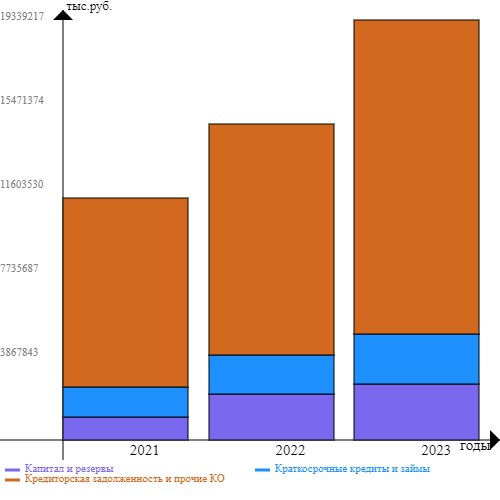 тыс.руб.
19339217
15471374
11603530
7735687
3867843
2021 2022 2023 годы
Капитал и резервы Краткосрочные кредиты и займы
Кредиторская задолженность и прочие КО